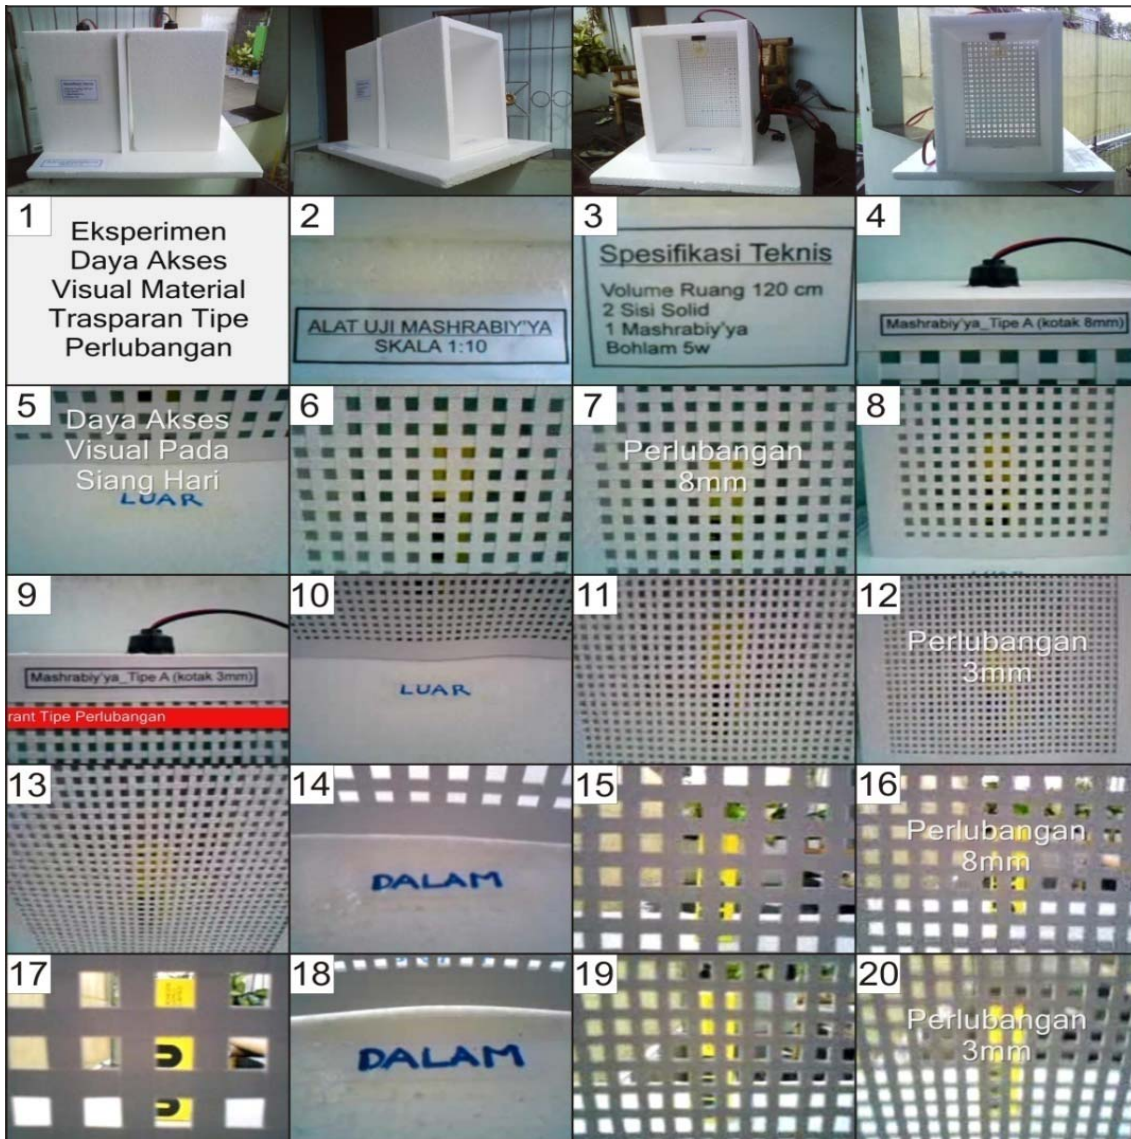 1
Eksperimen
Daya Akses
Visual Material
Trasparan Tipe
Perlubangan
2
ALAT UJI MASHRABIY'YA
SKALA 1:10
3
Spesifikasi Teknis
Volume Ruang 120 cm
2 Sisi Solid
1 Mashrabiy'ya
Bohlam 5w
4
Mashrabiy'ya_Tipe A (kotak 8mm)
5
Daya Akses
Visual Pada
Siang Hari
LUAR
6
7
Perlubangan
8mm
8
9
Mashrabiy'ya_Tipe A (kotak 3mm)
rant Tipe Perlubangan
10
LUAR
11
12
Perlubangan
3mm
13
14
DALAM
15
16
Perlubangan
8mm
17
18
DALAM
19
20
Perlubangan
3mm